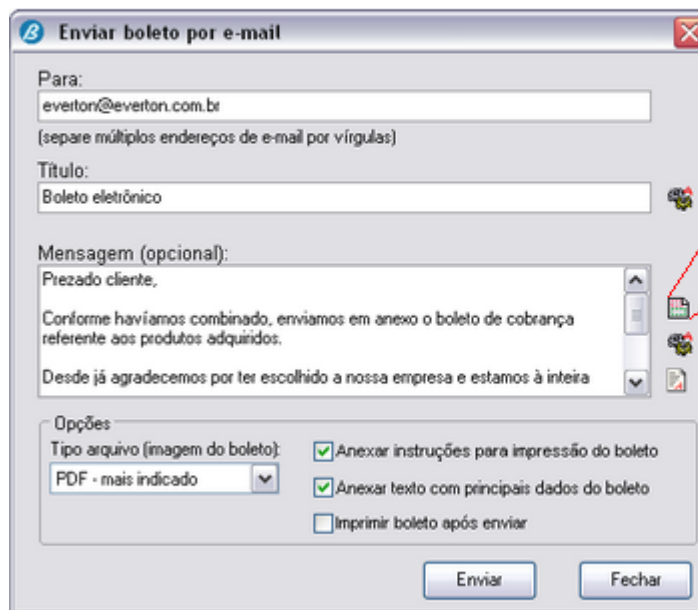 Enviar boleto por e-mail
Para:
everton@everton.com.br
(separe múltiplos endereços de e-mail por vírgulas)
Título:
Boleto eletrônico
Mensagem (opcional):
Prezado cliente,
Conforme havíamos combinado, enviamos em anexo o boleto de cobrança
referente aos produtos adquiridos.
Desde já agradecemos por ter escolhido a nossa empresa e estamos à inteira
Opções
Tipo arquivo (imagem do boleto):
PDF - mais indicado
Anexar instruções para impressão do boleto
Anexar texto com principais dados do boleto
Imprimir boleto após enviar
Enviar
Fechar